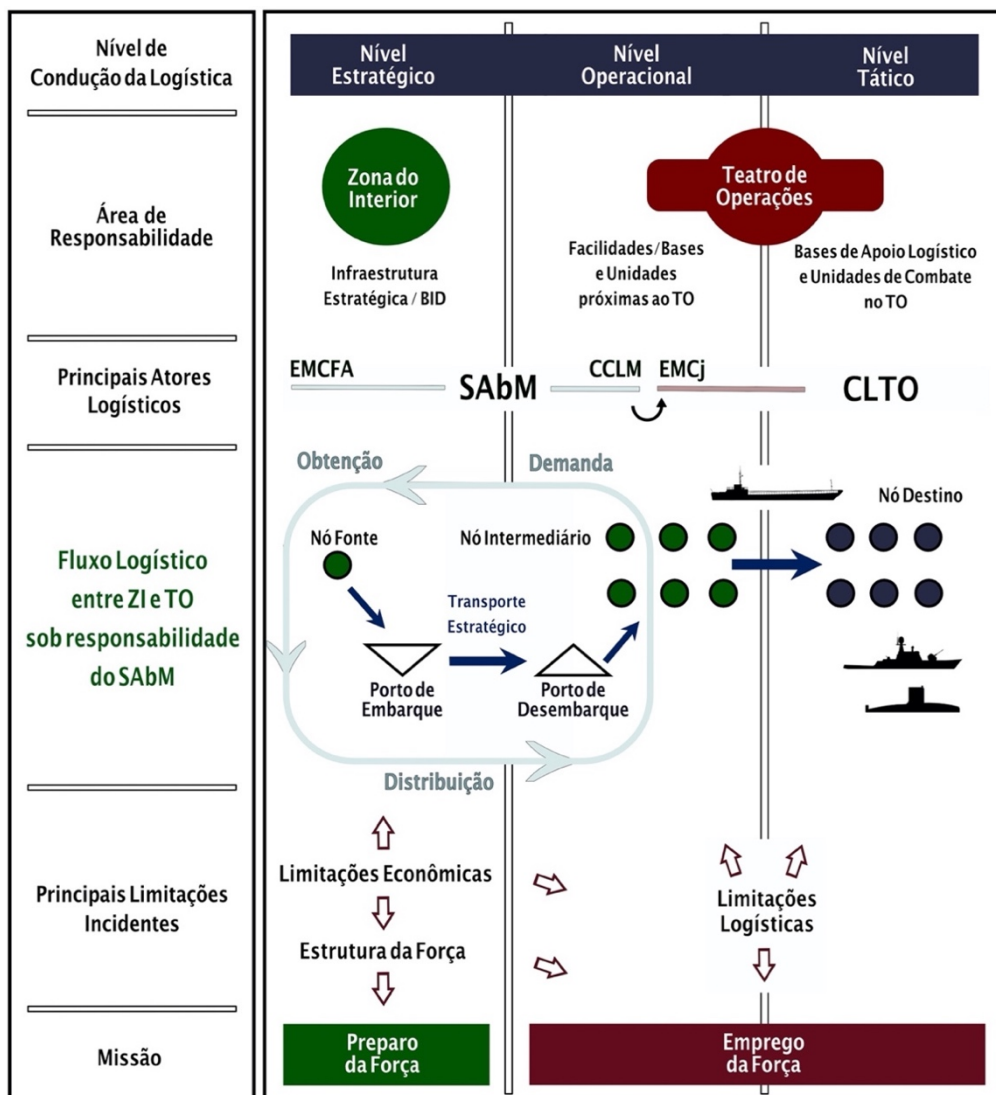 Nível de
Condução da Logística
Nível
Estratégico
Nível
Operacional
Nível
Tático
Área de
Responsabilidade
Zona do
Interior
Teatro de
Operações
Infraestrutura
Estratégica / BID
Facilidades/Bases
e Unidades
próximas ao TO
Bases de Apoio Logístico
e Unidades de Combate
no TO
Principais Atores
Logísticos
EMCFA
SAbM
CCLM
EMCj
CLTO
Fluxo Logístico
entre ZI e TO
sob responsabilidade
do SAbM
Obtenção
Demanda
Nó Fonte
Nó Intermediário
Nó Destino
Transporte
Estratégico
Porto de
Embarque
Porto de
Desembarque
Distribuição
Principais Limitações
Incidentes
Limitações Econômicas
Estrutura da Força
Limitações
Logísticas
Missão
Preparo
da Força
Emprego
da Força